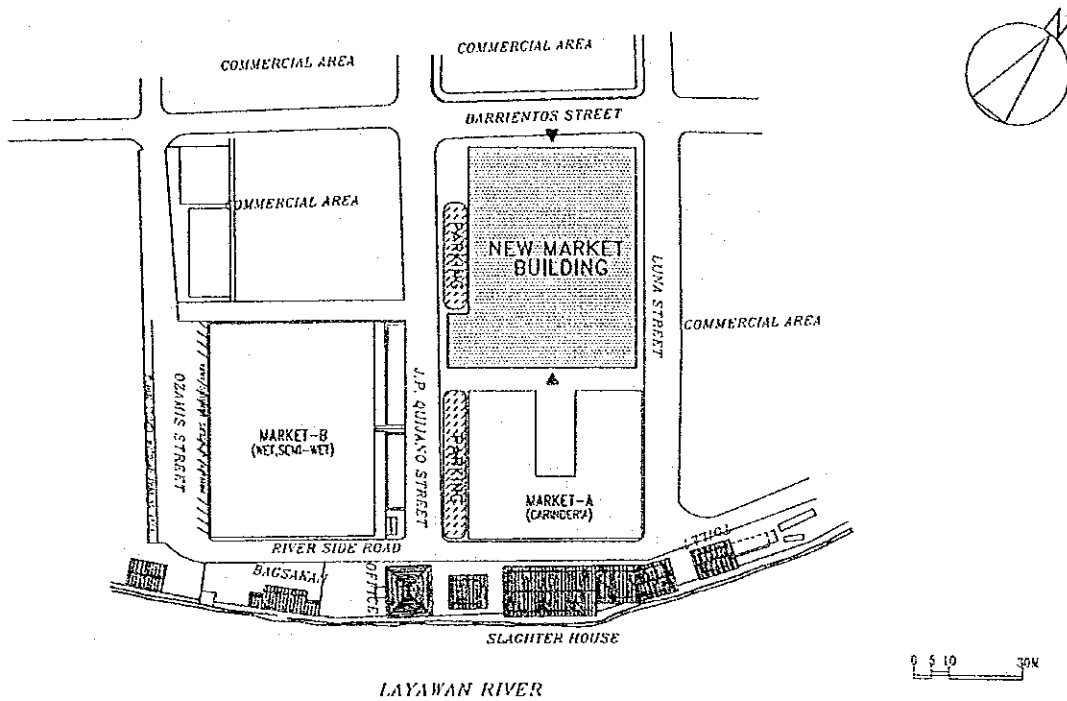 N
COMMERCIAL AREA
COMMERCIAL AREA
BARRIENTOS STREET
COMMERCIAL AREA
PARKING
NEW MARKET
BUILDING
LUNA STREET
COMMERCIAL AREA
OZAMIS STREET
MARKET-B
(WET,SEMI-WET)
J.P. QUIJANO STREET
PARKING
MARKET-A
(CARINDERIA)
RIVER SIDE ROAD
TOILET
BAGSAKAN
OFFICE
SLAGHTER HOUSE
0 5 10 30M
LAYAWAN RIVER